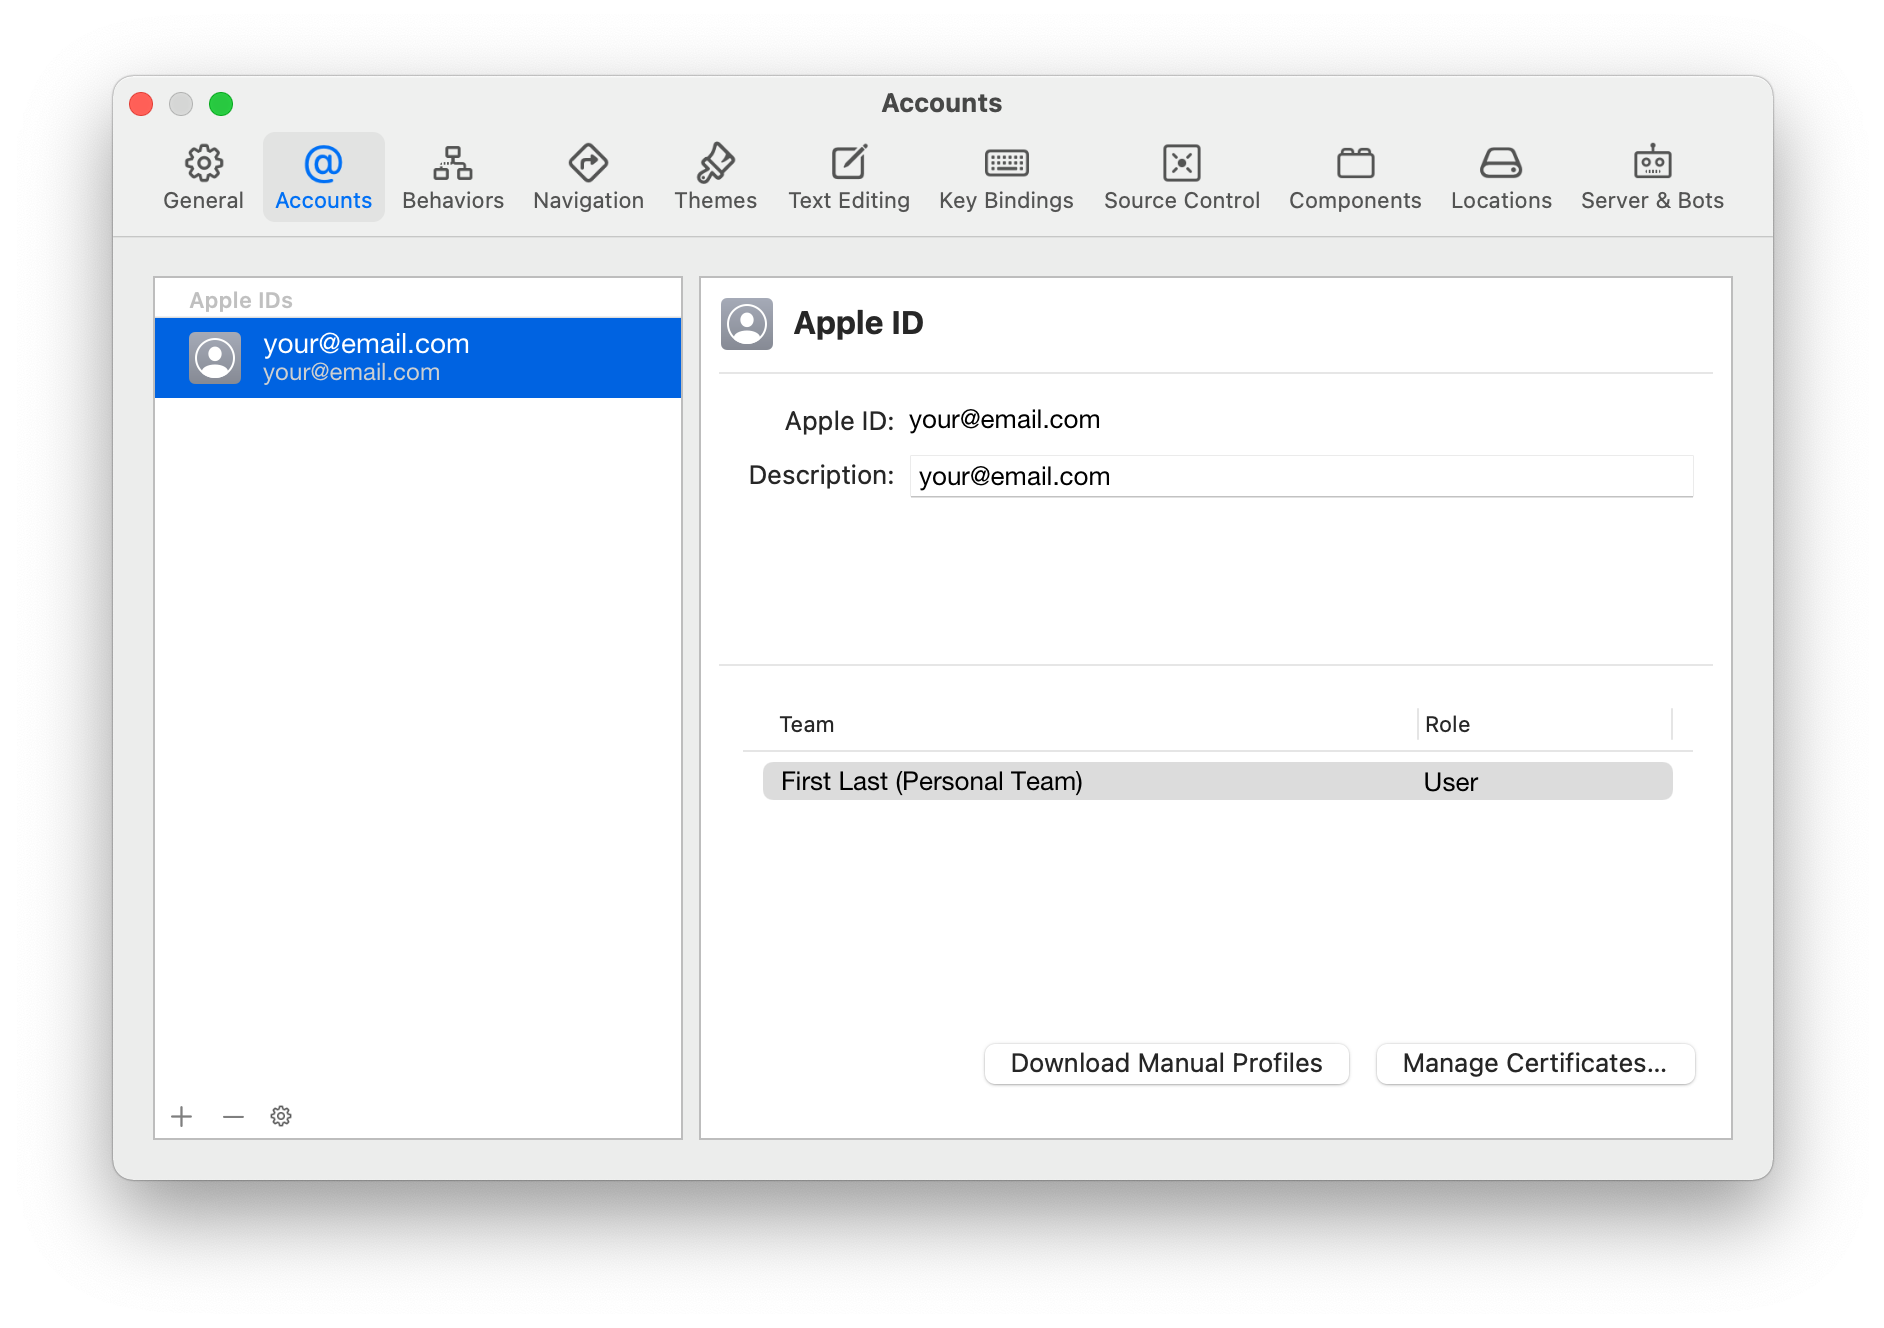 Accounts
General Accounts Behaviors Navigation Themes Text Editing Key Bindings Source Control Components Locations Server & Bots
Apple IDs
your@email.com
your@email.com
Apple ID
Apple ID: your@email.com
Description: your@email.com
Team Role
First Last (Personal Team) User
Download Manual Profiles Manage Certificates...